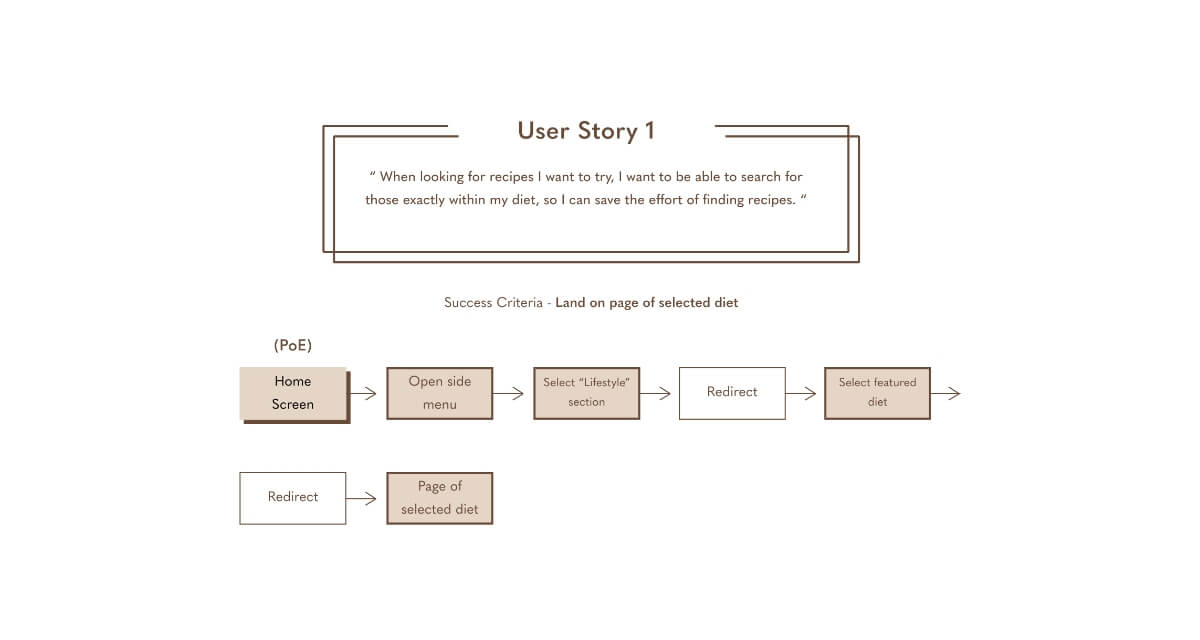 User Story 1
“ When looking for recipes I want to try, I want to be able to search for
those exactly within my diet, so I can save the effort of finding recipes. “
Success Criteria - Land on page of selected diet
(PoE)
Home
Screen
Open side
menu
Select “Lifestyle”
section
Redirect
Select featured
diet
Redirect
Page of
selected diet